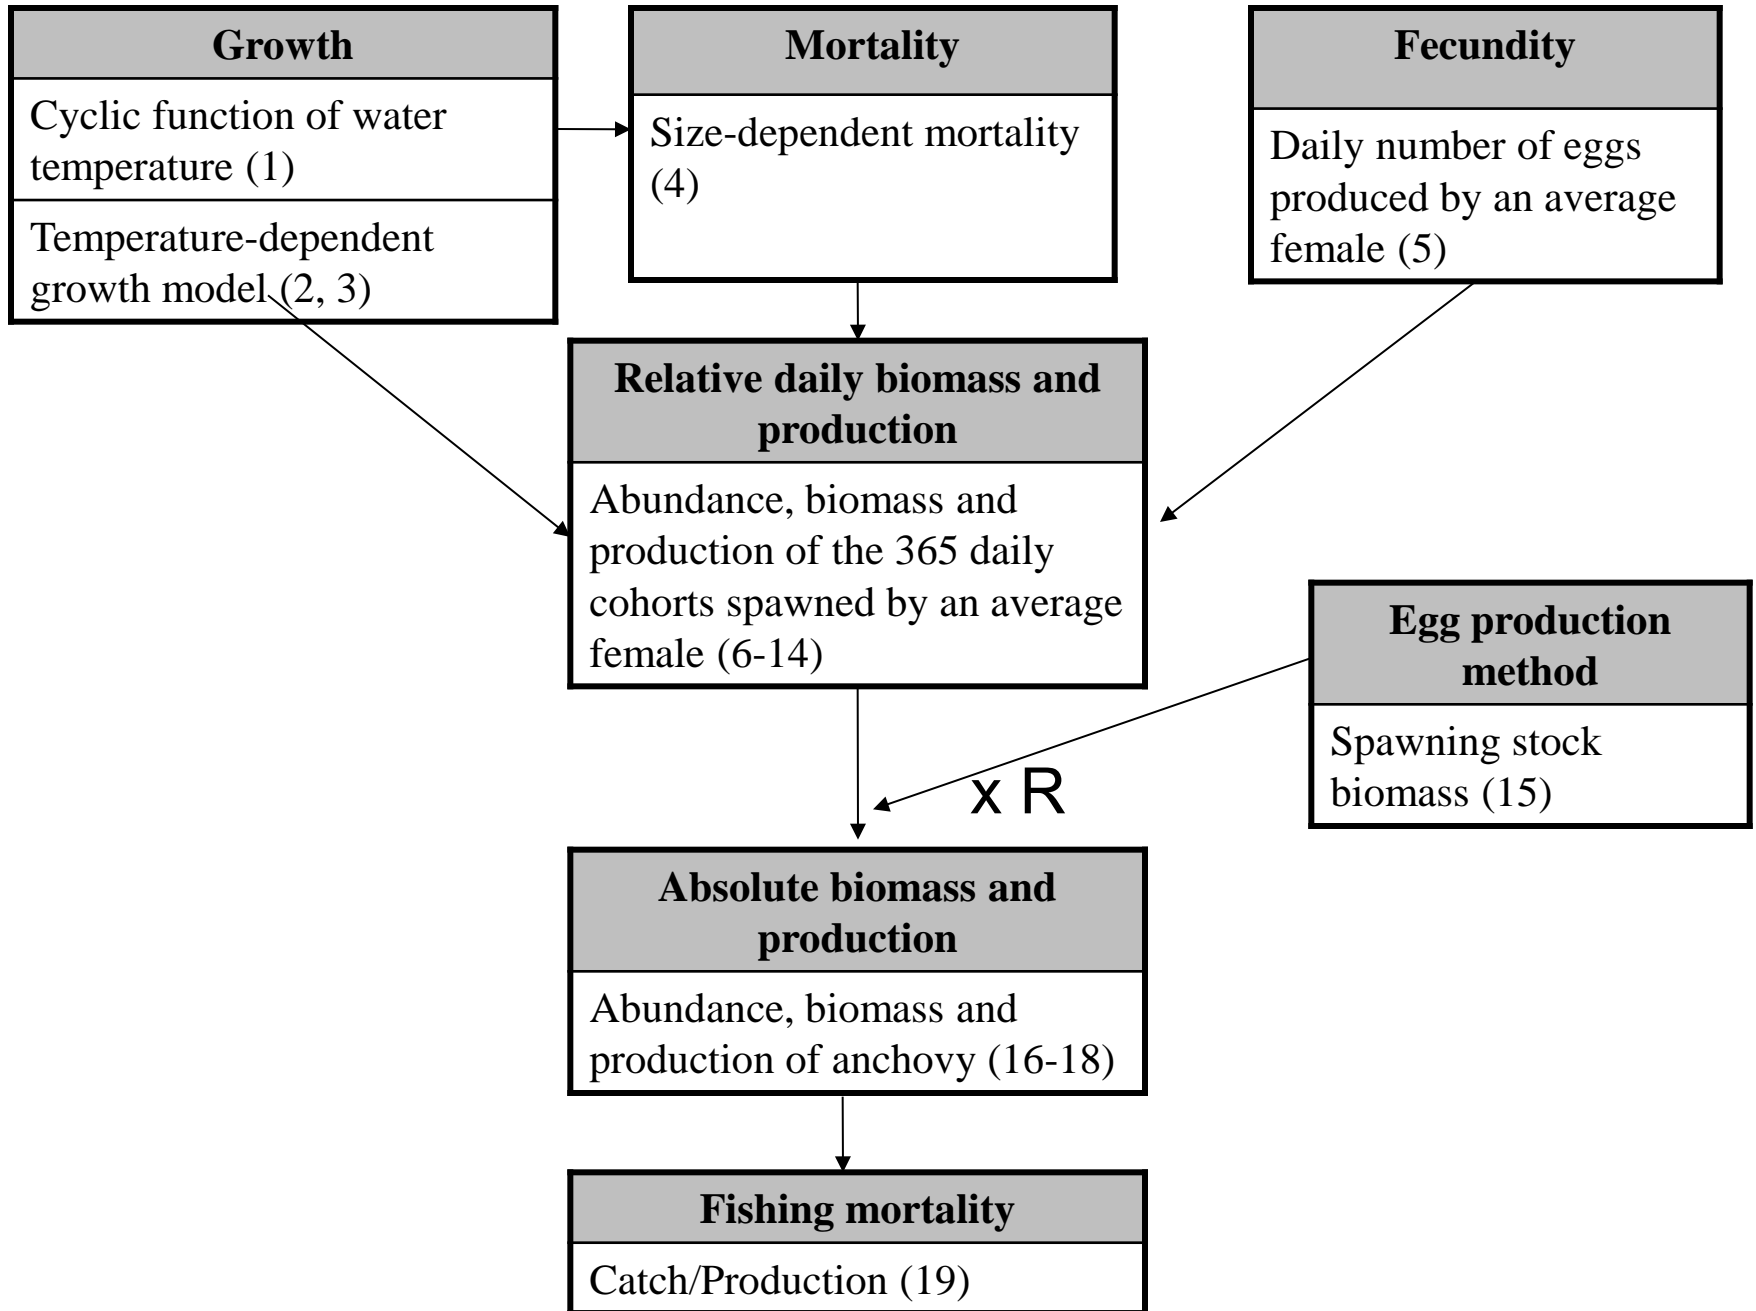 Growth
Cyclic function of water
temperature (1)
Temperature-dependent
growth model (2, 3)
Mortality
Size-dependent mortality
(4)
Fecundity
Daily number of eggs
produced by an average
female (5)
Relative daily biomass and
production
Abundance, biomass and
production of the 365 daily
cohorts spawned by an average
female (6-14)
Egg production
method
Spawning stock
biomass (15)
x R
Absolute biomass and
production
Abundance, biomass and
production of anchovy (16-18)
Fishing mortality
Catch/Production (19)